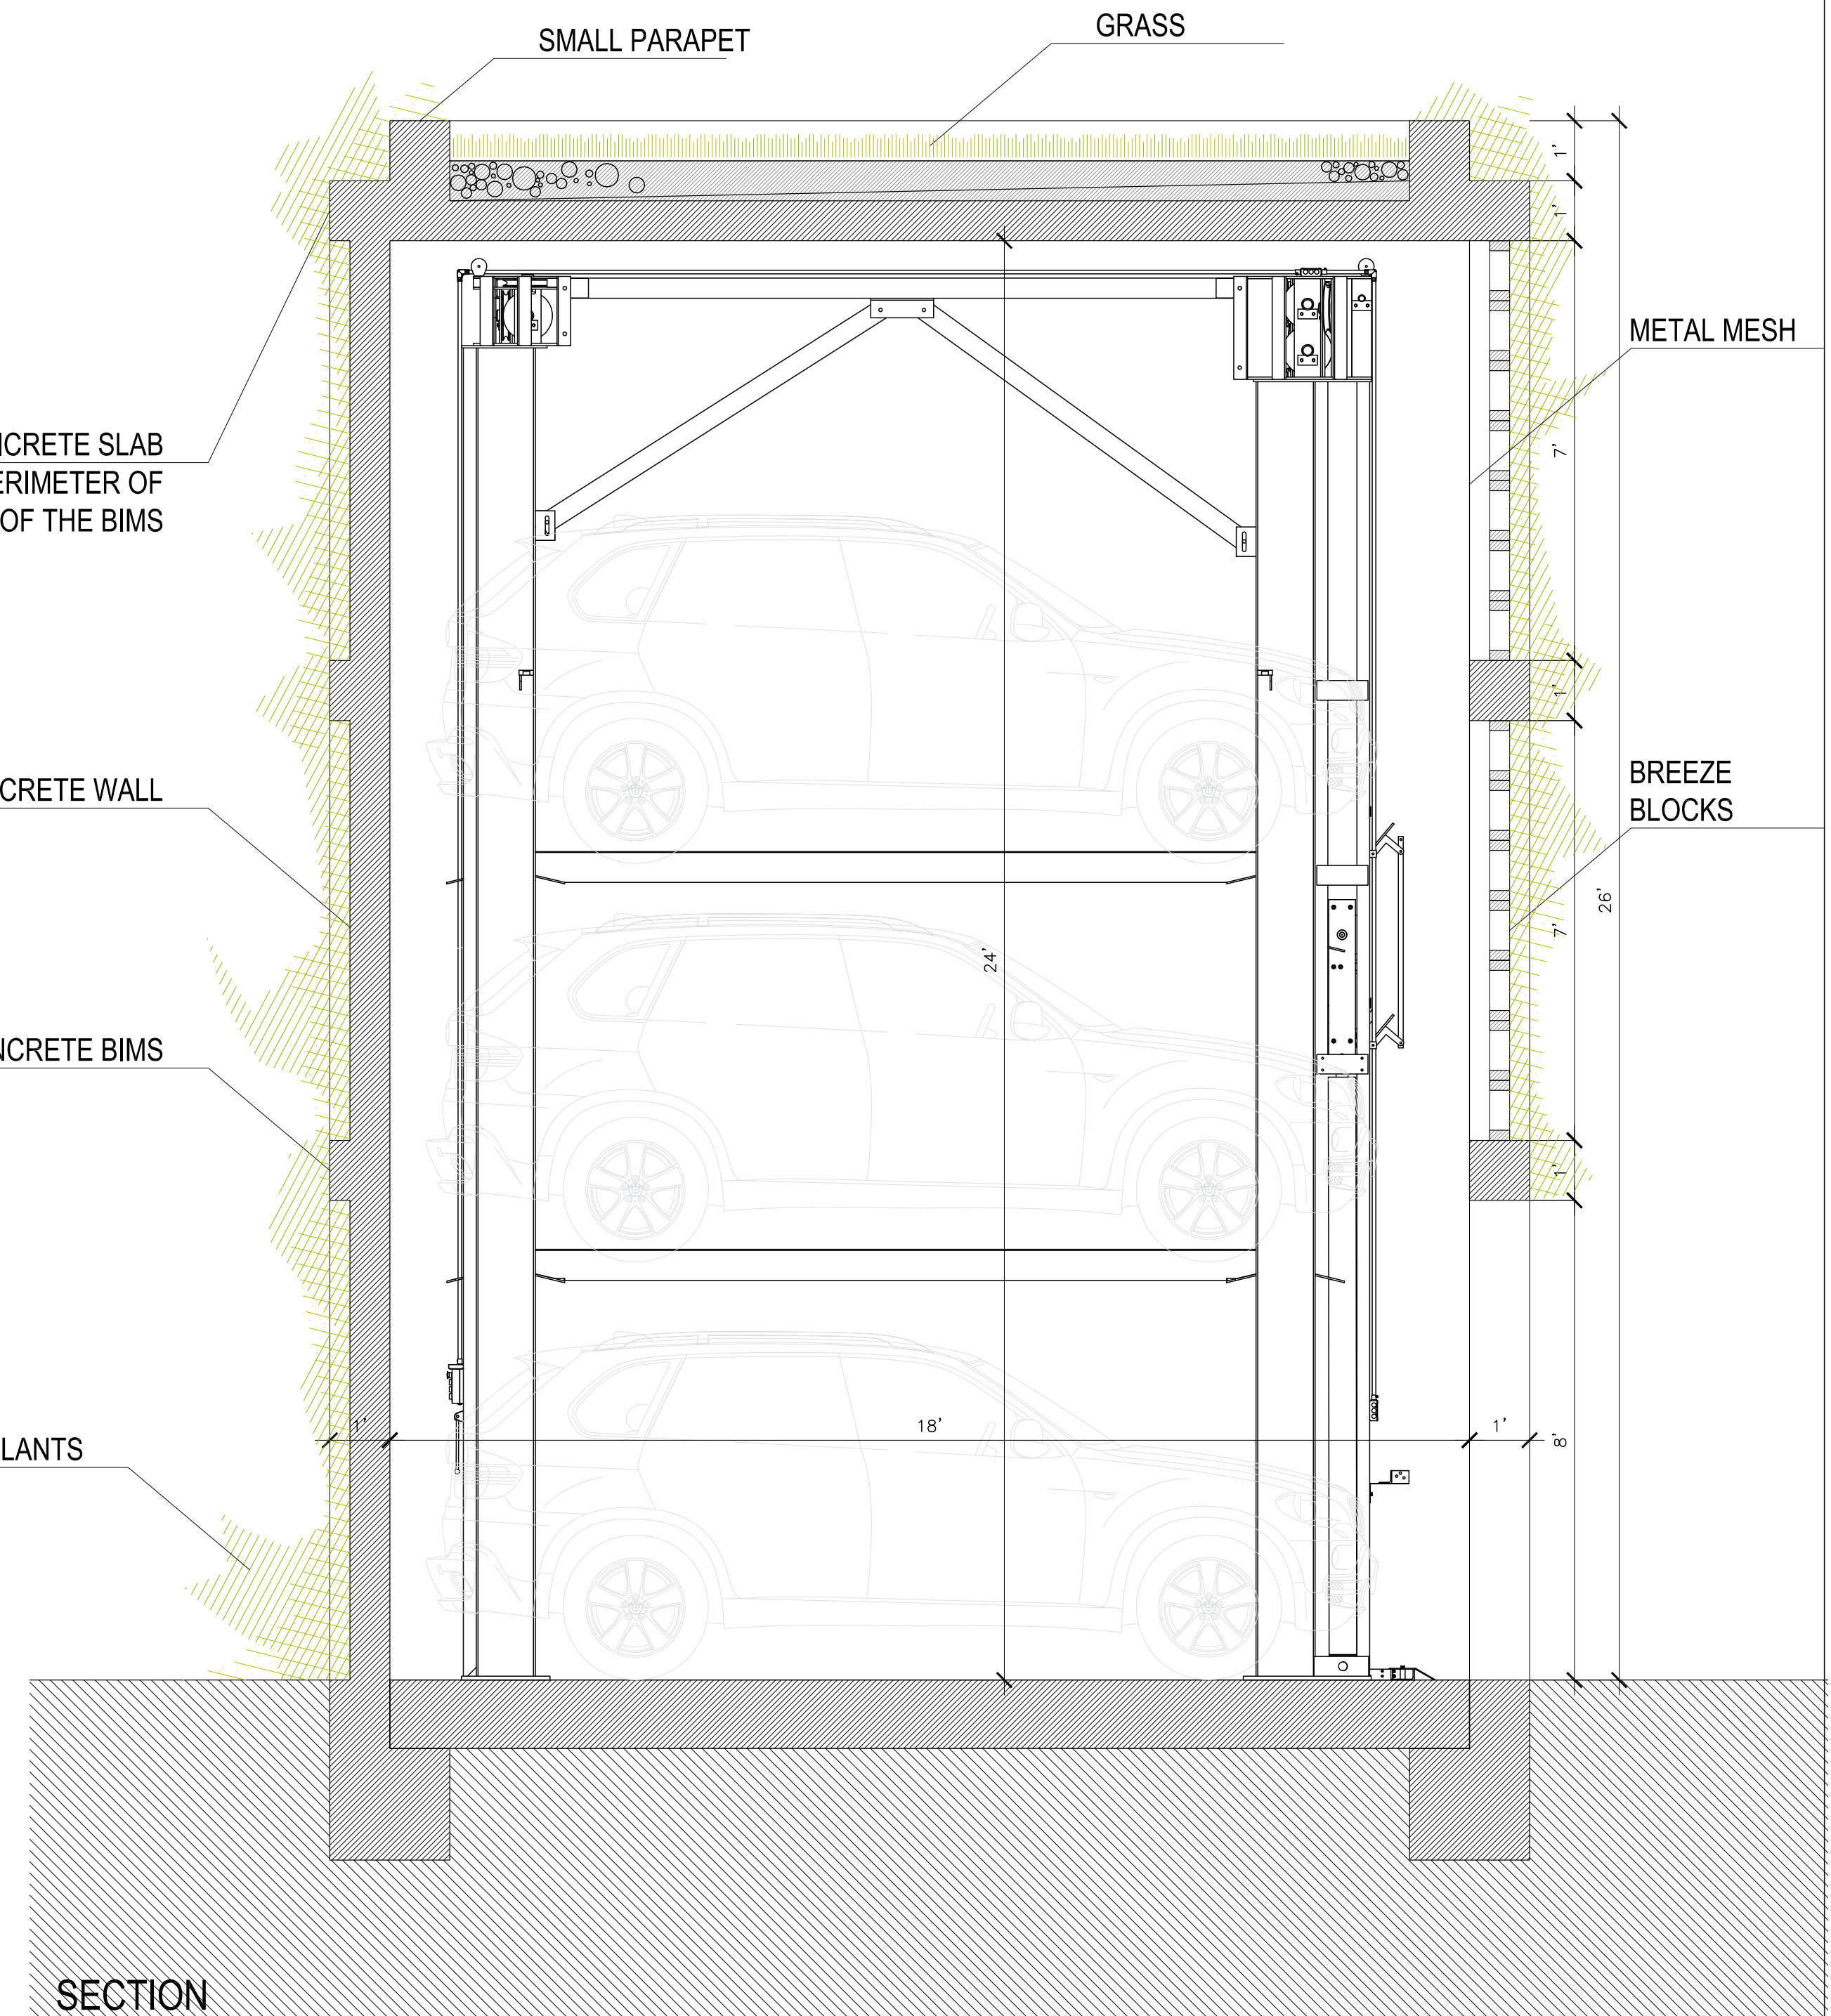 SMALL PARAPET
GRASS
1'
1'
METAL MESH
7'
NCRETE SLAB
ERIMETER OF
OF THE BIMS
1'
BREEZE
BLOCKS
CRETE WALL
26'
7'
24'
NCRETE BIMS
1'
1'
18'
1'
8'
LANTS
SECTION